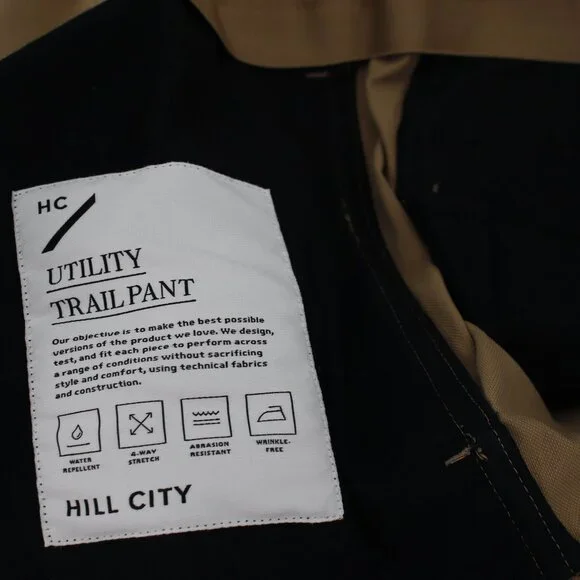 HC
UTILITY
TRAIL PANT
Our objective is to make the best possible
versions of the product we love. We design,
test, and fit each piece to perform across
a range of conditions without sacrificing
style and comfort, using technical fabrics
and construction.
WATER
REPELLENT
4-WAY
STRETCH
ABRASION
RESISTANT
WRINKLE-
FREE
HILL CITY